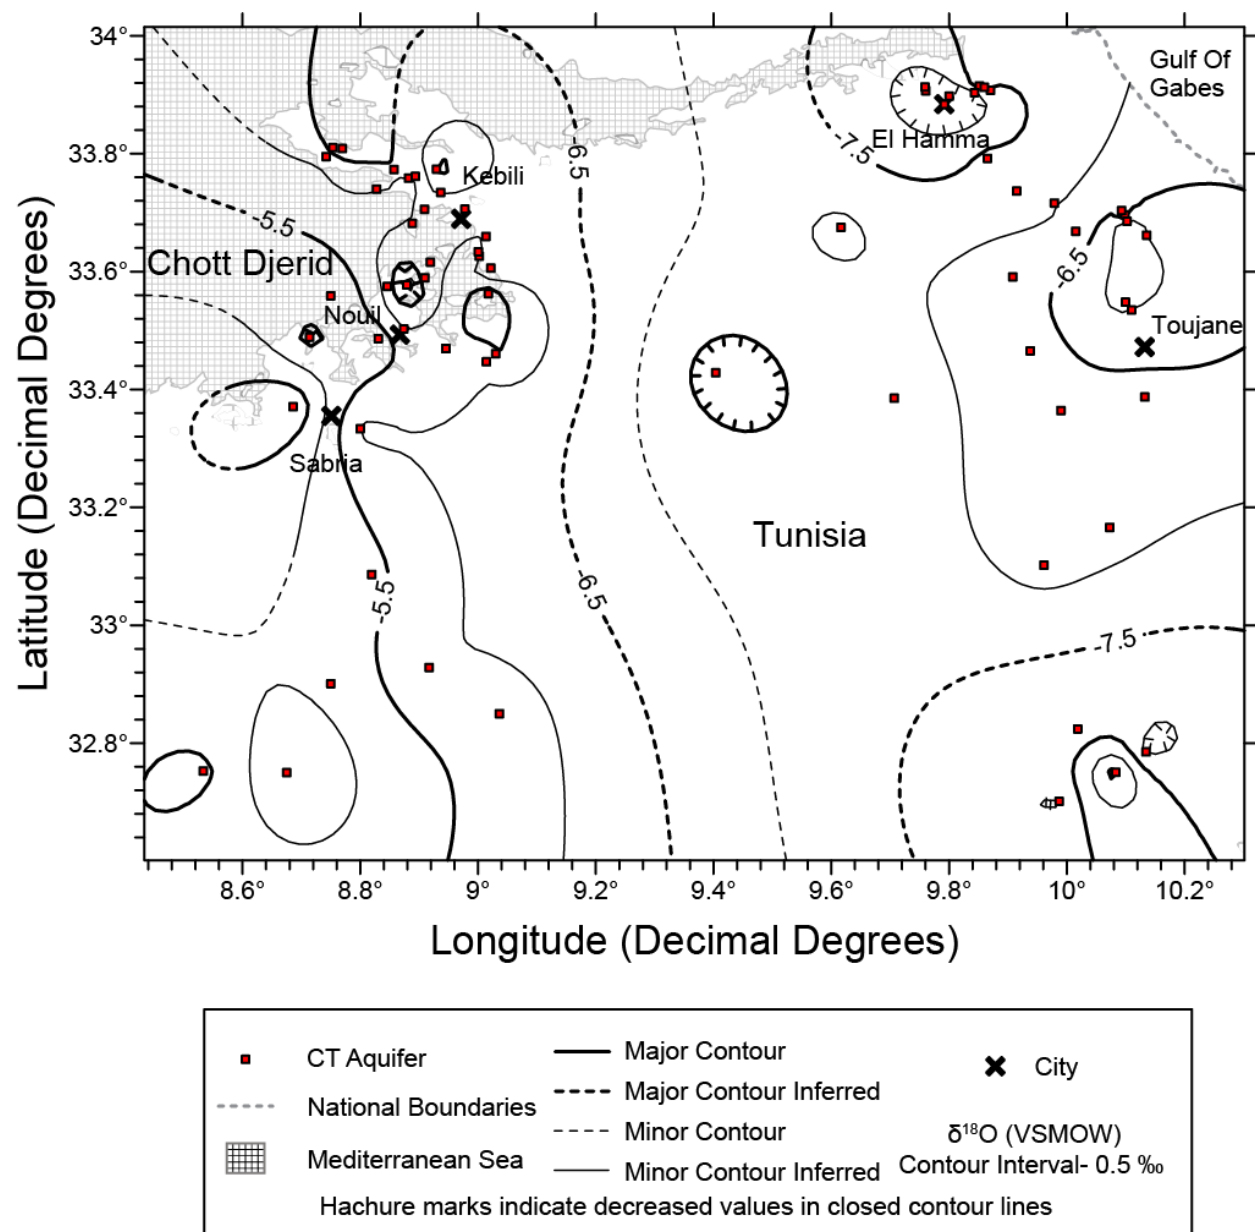 34°
33.8°
33.6°
33.4°
33.2°
33°
32.8°
Latitude (Decimal Degrees)
Gulf Of
Gabes
El Hamma
-7.5
-6.5
Kebili
-5.5
Chott Djerid
-6.5
Nouil
Toujane
Sabria
Tunisia
-5.5
-6.5
-7.5
8.6° 8.8° 9° 9.2° 9.4° 9.6° 9.8° 10° 10.2°
Longitude (Decimal Degrees)
CT Aquifer
National Boundaries
Mediterranean Sea
Major Contour
Major Contour Inferred
Minor Contour
Minor Contour Inferred
City
δ¹⁸O (VSMOW)
Contour Interval- 0.5 ‰
Hachure marks indicate decreased values in closed contour lines